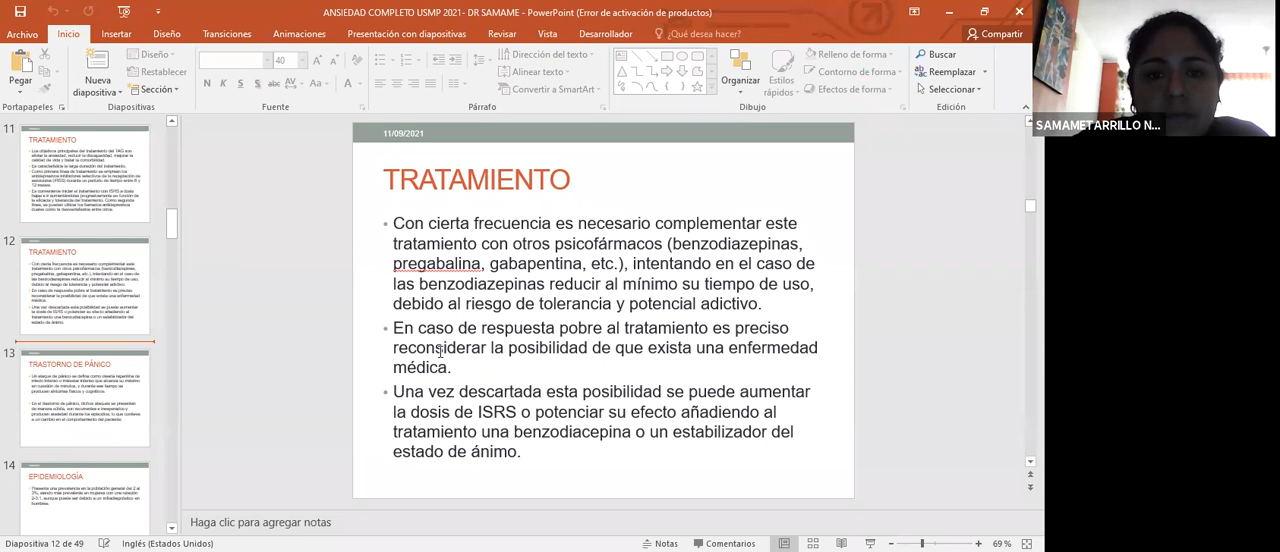 ANSIEDAD COMPLETO USMP 2021- DR SAMAME - PowerPoint (Error de activación de productos)
Archivo Inicio Insertar Diseño Transiciones Animaciones Presentación con diapositivas Revisar Vista Desarrollador ¿Qué desea hacer? Compartir
Pegar
Portapapeles
Nueva
diapositiva
Diseño
Restablecer
Sección
Diapositivas
40
N K S
Fuente
Dirección del texto
Alinear texto
Convertir a SmartArt
Párrafo
Organizar
Estilos
rápidos
Relleno de forma
Contorno de forma
Efectos de forma
Dibujo
Buscar
Reemplazar
Seleccionar
Edición
SAMAMETARRILLO N...
11
TRATAMIENTO
12
TRATAMIENTO
13
TRASTORNO DE PÁNICO
14
EPIDEMIOLOGÍA
11/09/2021
TRATAMIENTO
• Con cierta frecuencia es necesario complementar este
tratamiento con otros psicofármacos (benzodiazepinas,
pregabalina, gabapentina, etc.), intentando en el caso de
las benzodiazepinas reducir al mínimo su tiempo de uso,
debido al riesgo de tolerancia y potencial adictivo.
• En caso de respuesta pobre al tratamiento es preciso
reconsiderar la posibilidad de que exista una enfermedad
médica.
• Una vez descartada esta posibilidad se puede aumentar
la dosis de ISRS o potenciar su efecto añadiendo al
tratamiento una benzodiacepina o un estabilizador del
estado de ánimo.
Haga clic para agregar notas
Diapositiva 12 de 49 Inglés (Estados Unidos) Notas Comentarios 69 %